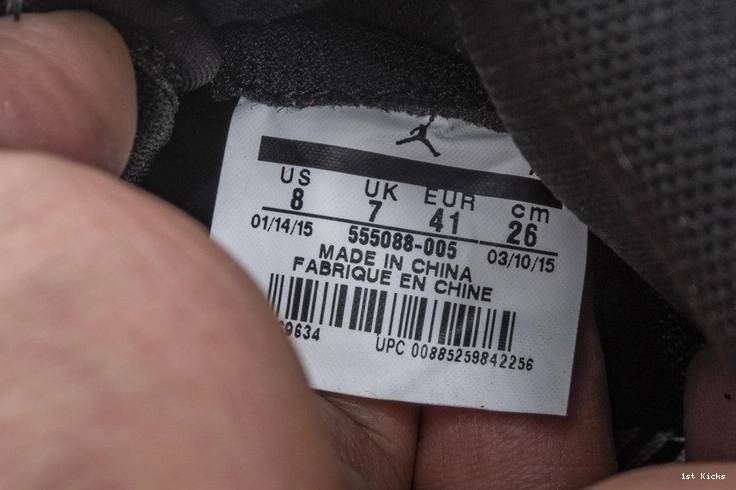 US UK EUR cm
8 7 41 26
01/14/15 555088-005 03/10/15
MADE IN CHINA
FABRIQUE EN CHINE
9634
UPC 00885259842256
1st Kicks